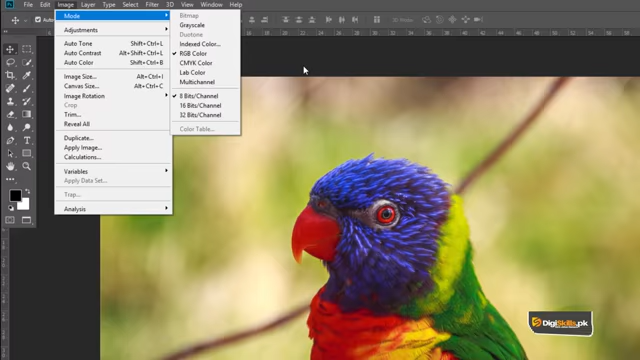 File Edit Image Layer Type Select Filter 3D View Window Help
Mode
Adjustments
Auto Tone Shift+Ctrl+L
Auto Contrast Alt+Shift+Ctrl+L
Auto Color Shift+Ctrl+B
Image Size... Alt+Ctrl+I
Canvas Size... Alt+Ctrl+C
Image Rotation
Crop
Trim...
Reveal All
Duplicate...
Apply Image...
Calculations...
Variables
Apply Data Set...
Trap...
Analysis
Bitmap
Grayscale
Duotone
Indexed Color...
RGB Color
CMYK Color
Lab Color
Multichannel
8 Bits/Channel
16 Bits/Channel
32 Bits/Channel
Color Table...
DigiSkills.pk